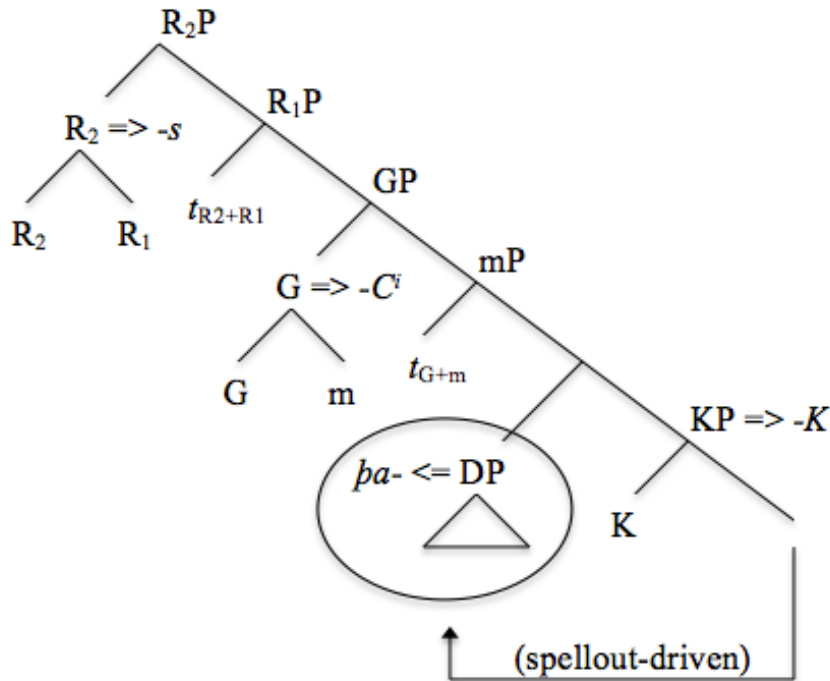 R₂P
R₁P
R₂ => -s
GP
R₂ R₁
t_R2+R1
mP
G => -Cⁱ
t_G+m
G m
KP => -K
þa- <= DP
K
(spellout-driven)